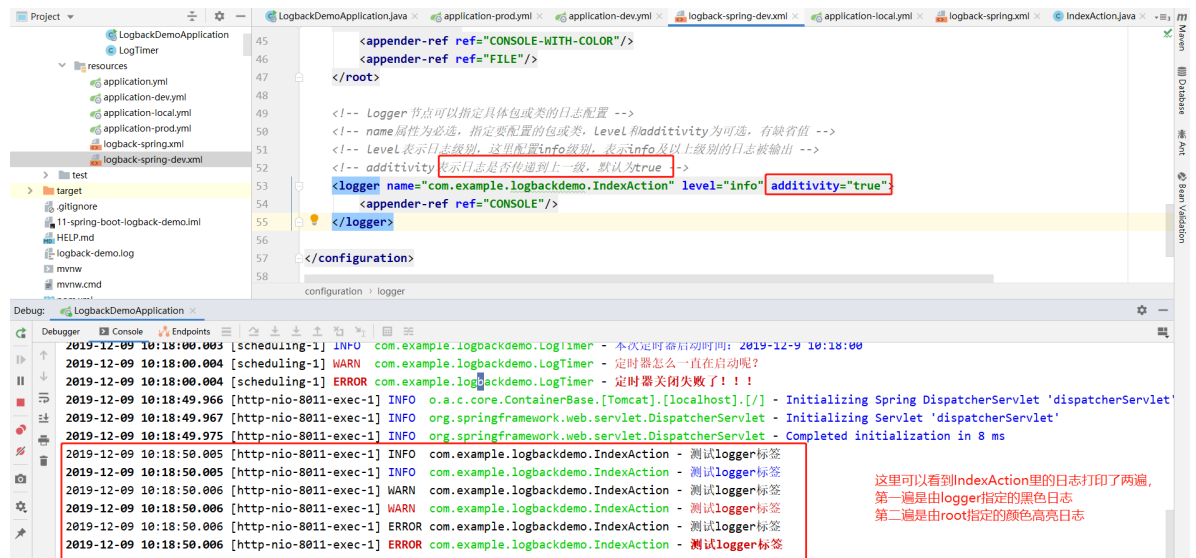 Project
LogbackDemoApplication.java
application-prod.yml
application-dev.yml
logback-spring-dev.xml
application-local.yml
logback-spring.xml
IndexAction.java
Maven
Database
Ant
Bean Validation
LogbackDemoApplication
LogTimer
resources
application.yml
application-dev.yml
application-local.yml
application-prod.yml
logback-spring.xml
logback-spring-dev.xml
test
target
.gitignore
11-spring-boot-logback-demo.iml
HELP.md
logback-demo.log
mvnw
mvnw.cmd
45 <appender-ref ref="CONSOLE-WITH-COLOR"/>
46 <appender-ref ref="FILE"/>
47 </root>
48
49 <!-- Logger节点可以指定具体包或类的日志配置 -->
50 <!-- name属性为必选，指定要配置的包或类，level和additivity为可选，有缺省值 -->
51 <!-- Level表示日志级别，这里配置info级别，表示info及以上级别的日志被输出 -->
52 <!-- additivity表示日志是否传递到上一级，默认为true -->
53 <logger name="com.example.logbackdemo.IndexAction" level="info" additivity="true">
54 <appender-ref ref="CONSOLE"/>
55 </logger>
56
57 </configuration>
58
configuration › logger
Debug: LogbackDemoApplication
Debugger Console Endpoints
2019-12-09 10:18:00.003 [scheduling-1] INFO com.example.logbackdemo.LogTimer - 本次定时器启动时间：2019-12-9 10:18:00
2019-12-09 10:18:00.004 [scheduling-1] WARN com.example.logbackdemo.LogTimer - 定时器怎么一直在启动呢？
2019-12-09 10:18:00.004 [scheduling-1] ERROR com.example.logbackdemo.LogTimer - 定时器关闭失败了！！！
2019-12-09 10:18:49.966 [http-nio-8011-exec-1] INFO o.a.c.core.ContainerBase.[Tomcat].[localhost].[/] - Initializing Spring DispatcherServlet 'dispatcherServlet'
2019-12-09 10:18:49.967 [http-nio-8011-exec-1] INFO org.springframework.web.servlet.DispatcherServlet - Initializing Servlet 'dispatcherServlet'
2019-12-09 10:18:49.975 [http-nio-8011-exec-1] INFO org.springframework.web.servlet.DispatcherServlet - Completed initialization in 8 ms
2019-12-09 10:18:50.005 [http-nio-8011-exec-1] INFO com.example.logbackdemo.IndexAction - 测试logger标签
2019-12-09 10:18:50.005 [http-nio-8011-exec-1] INFO com.example.logbackdemo.IndexAction - 测试logger标签
2019-12-09 10:18:50.006 [http-nio-8011-exec-1] WARN com.example.logbackdemo.IndexAction - 测试logger标签
2019-12-09 10:18:50.006 [http-nio-8011-exec-1] WARN com.example.logbackdemo.IndexAction - 测试logger标签
2019-12-09 10:18:50.006 [http-nio-8011-exec-1] ERROR com.example.logbackdemo.IndexAction - 测试logger标签
2019-12-09 10:18:50.006 [http-nio-8011-exec-1] ERROR com.example.logbackdemo.IndexAction - 测试logger标签
这里可以看到IndexAction里的日志打印了两遍，
第一遍是由logger指定的黑色日志
第二遍是由root指定的颜色高亮日志